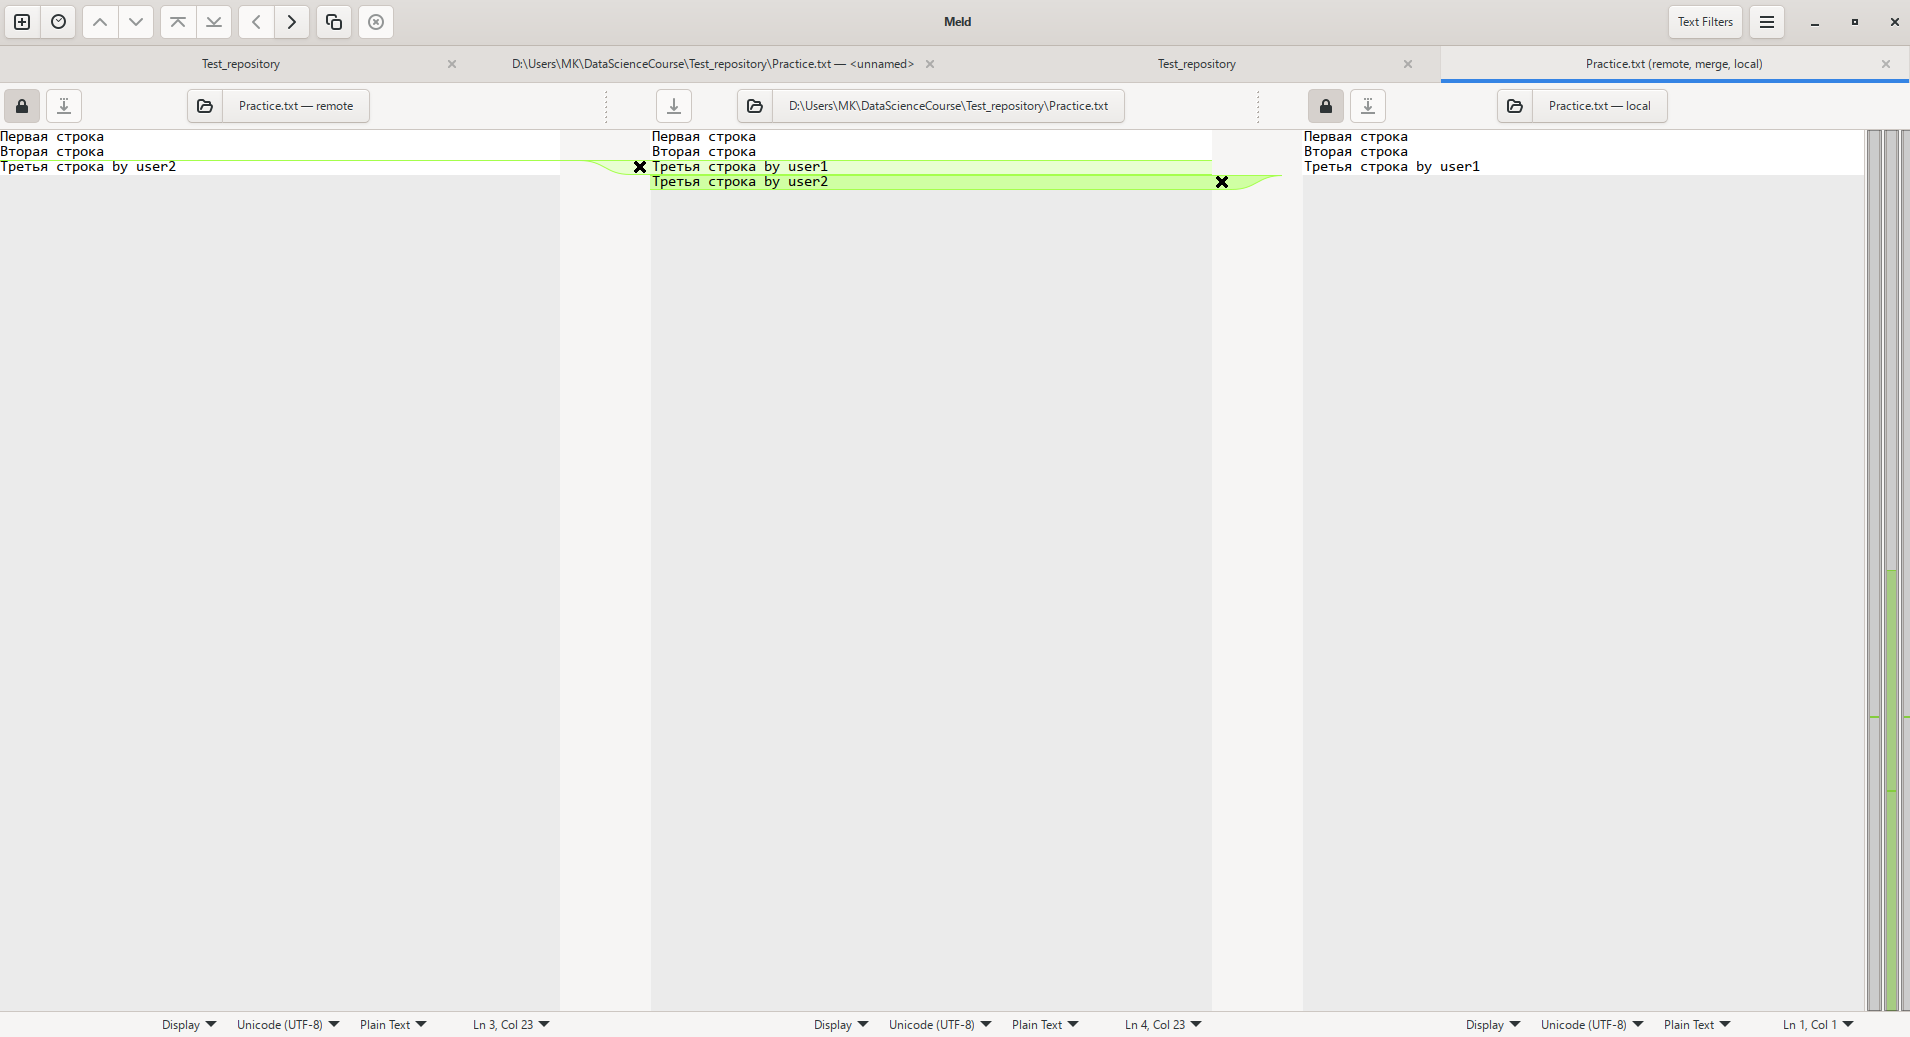 Meld
Text Filters
Test_repository
D:\Users\MK\DataScienceCourse\Test_repository\Practice.txt — <unnamed>
Test_repository
Practice.txt (remote, merge, local)
Practice.txt — remote
D:\Users\MK\DataScienceCourse\Test_repository\Practice.txt
Practice.txt — local
Первая строка
Вторая строка
Третья строка by user2
Первая строка
Вторая строка
Третья строка by user1
Третья строка by user2
Первая строка
Вторая строка
Третья строка by user1
Display Unicode (UTF-8) Plain Text Ln 3, Col 23
Display Unicode (UTF-8) Plain Text Ln 4, Col 23
Display Unicode (UTF-8) Plain Text Ln 1, Col 1